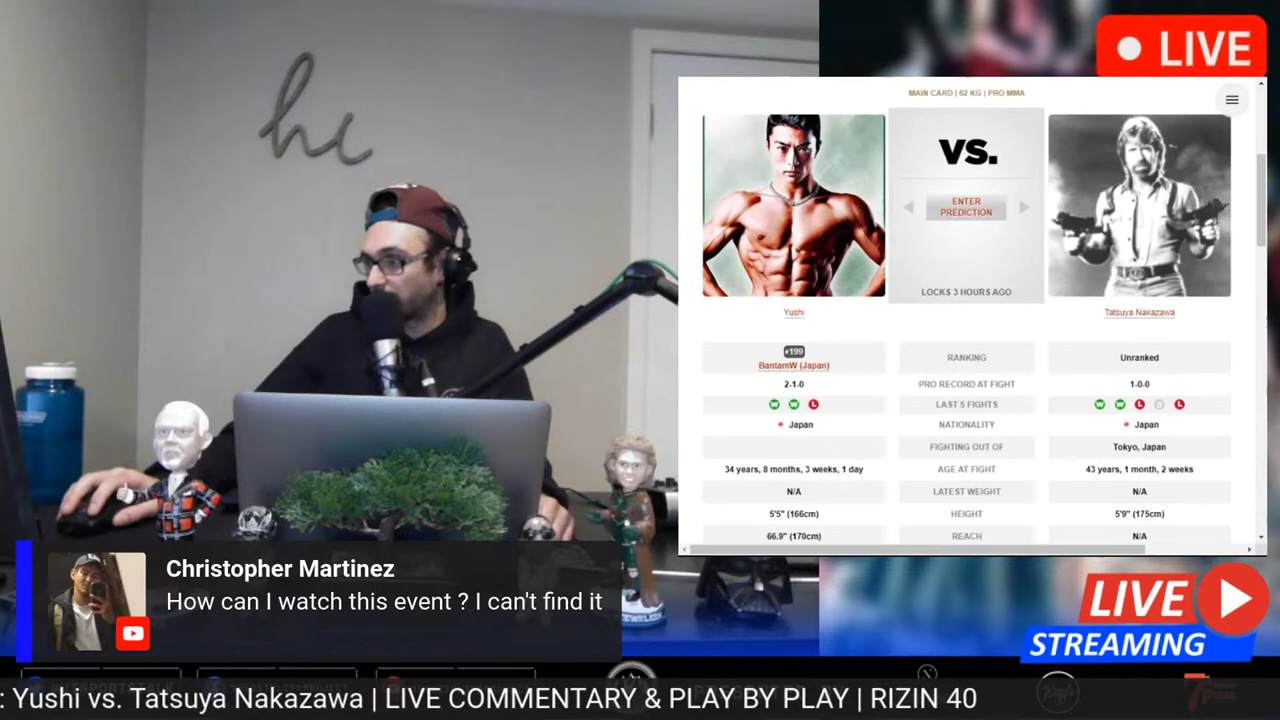 hi
LIVE
MAIN CARD | 62 KG | PRO MMA
VS.
ENTER
PREDICTION
LOCKS 3 HOURS AGO
Yushi
Tatsuya Nakazawa
#199
BantamW (Japan)
RANKING
Unranked
2-1-0
PRO RECORD AT FIGHT
1-0-0
W W L
LAST 5 FIGHTS
W W L D L
Japan
NATIONALITY
Japan
FIGHTING OUT OF
Tokyo, Japan
34 years, 8 months, 3 weeks, 1 day
AGE AT FIGHT
43 years, 1 month, 2 weeks
N/A
LATEST WEIGHT
N/A
5'5" (166cm)
HEIGHT
5'9" (175cm)
66.9" (170cm)
REACH
N/A
Christopher Martinez
How can I watch this event ? I can't find it
LIVE
STREAMING
: Yushi vs. Tatsuya Nakazawa | LIVE COMMENTARY & PLAY BY PLAY | RIZIN 40